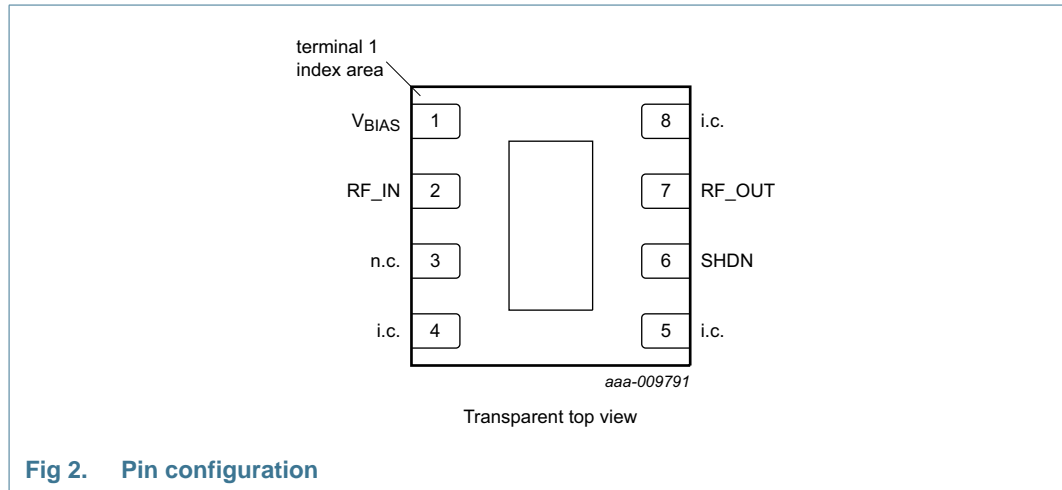 terminal 1
index area
VBIAS 1 8 i.c.
RF_IN 2 7 RF_OUT
n.c. 3 6 SHDN
i.c. 4 5 i.c.
aaa-009791
Transparent top view
Fig 2. Pin configuration